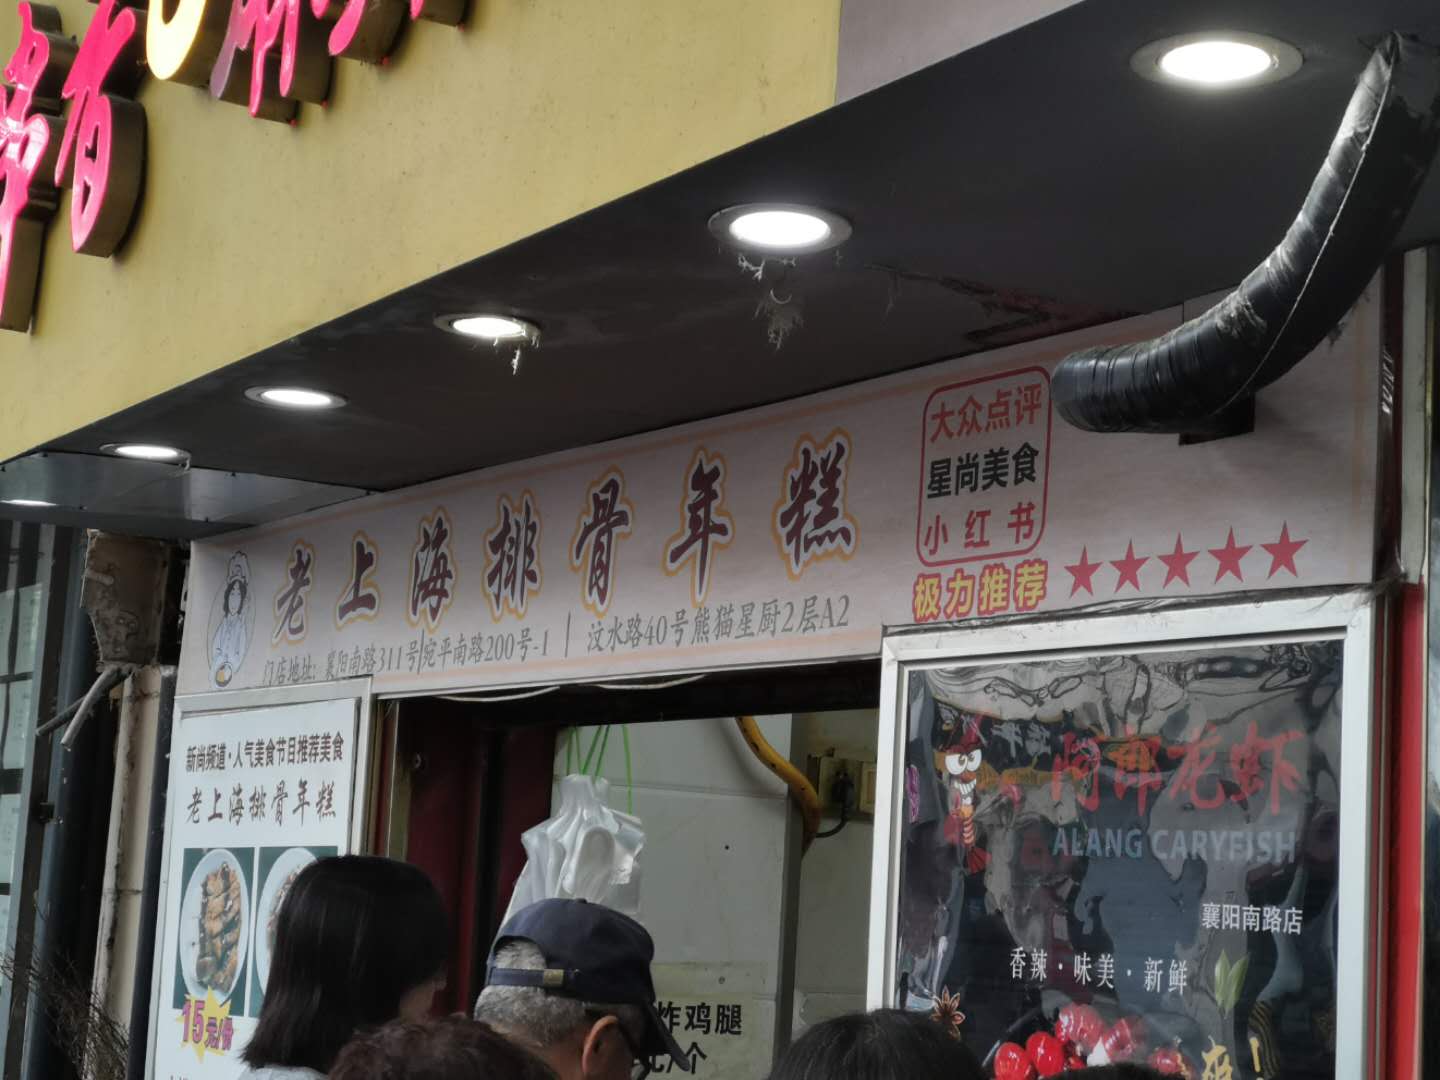 老上海排骨年糕
门店地址：襄阳南路311号|宛平南路200号-1 | 汶水路40号熊猫星厨2层A2
大众点评
星尚美食
小红书
极力推荐
新尚频道·人气美食节目推荐美食
老上海排骨年糕
15元/份
炸鸡腿
阿郎龙虾
ALANG CARYFISH
襄阳南路店
香辣·味美·新鲜